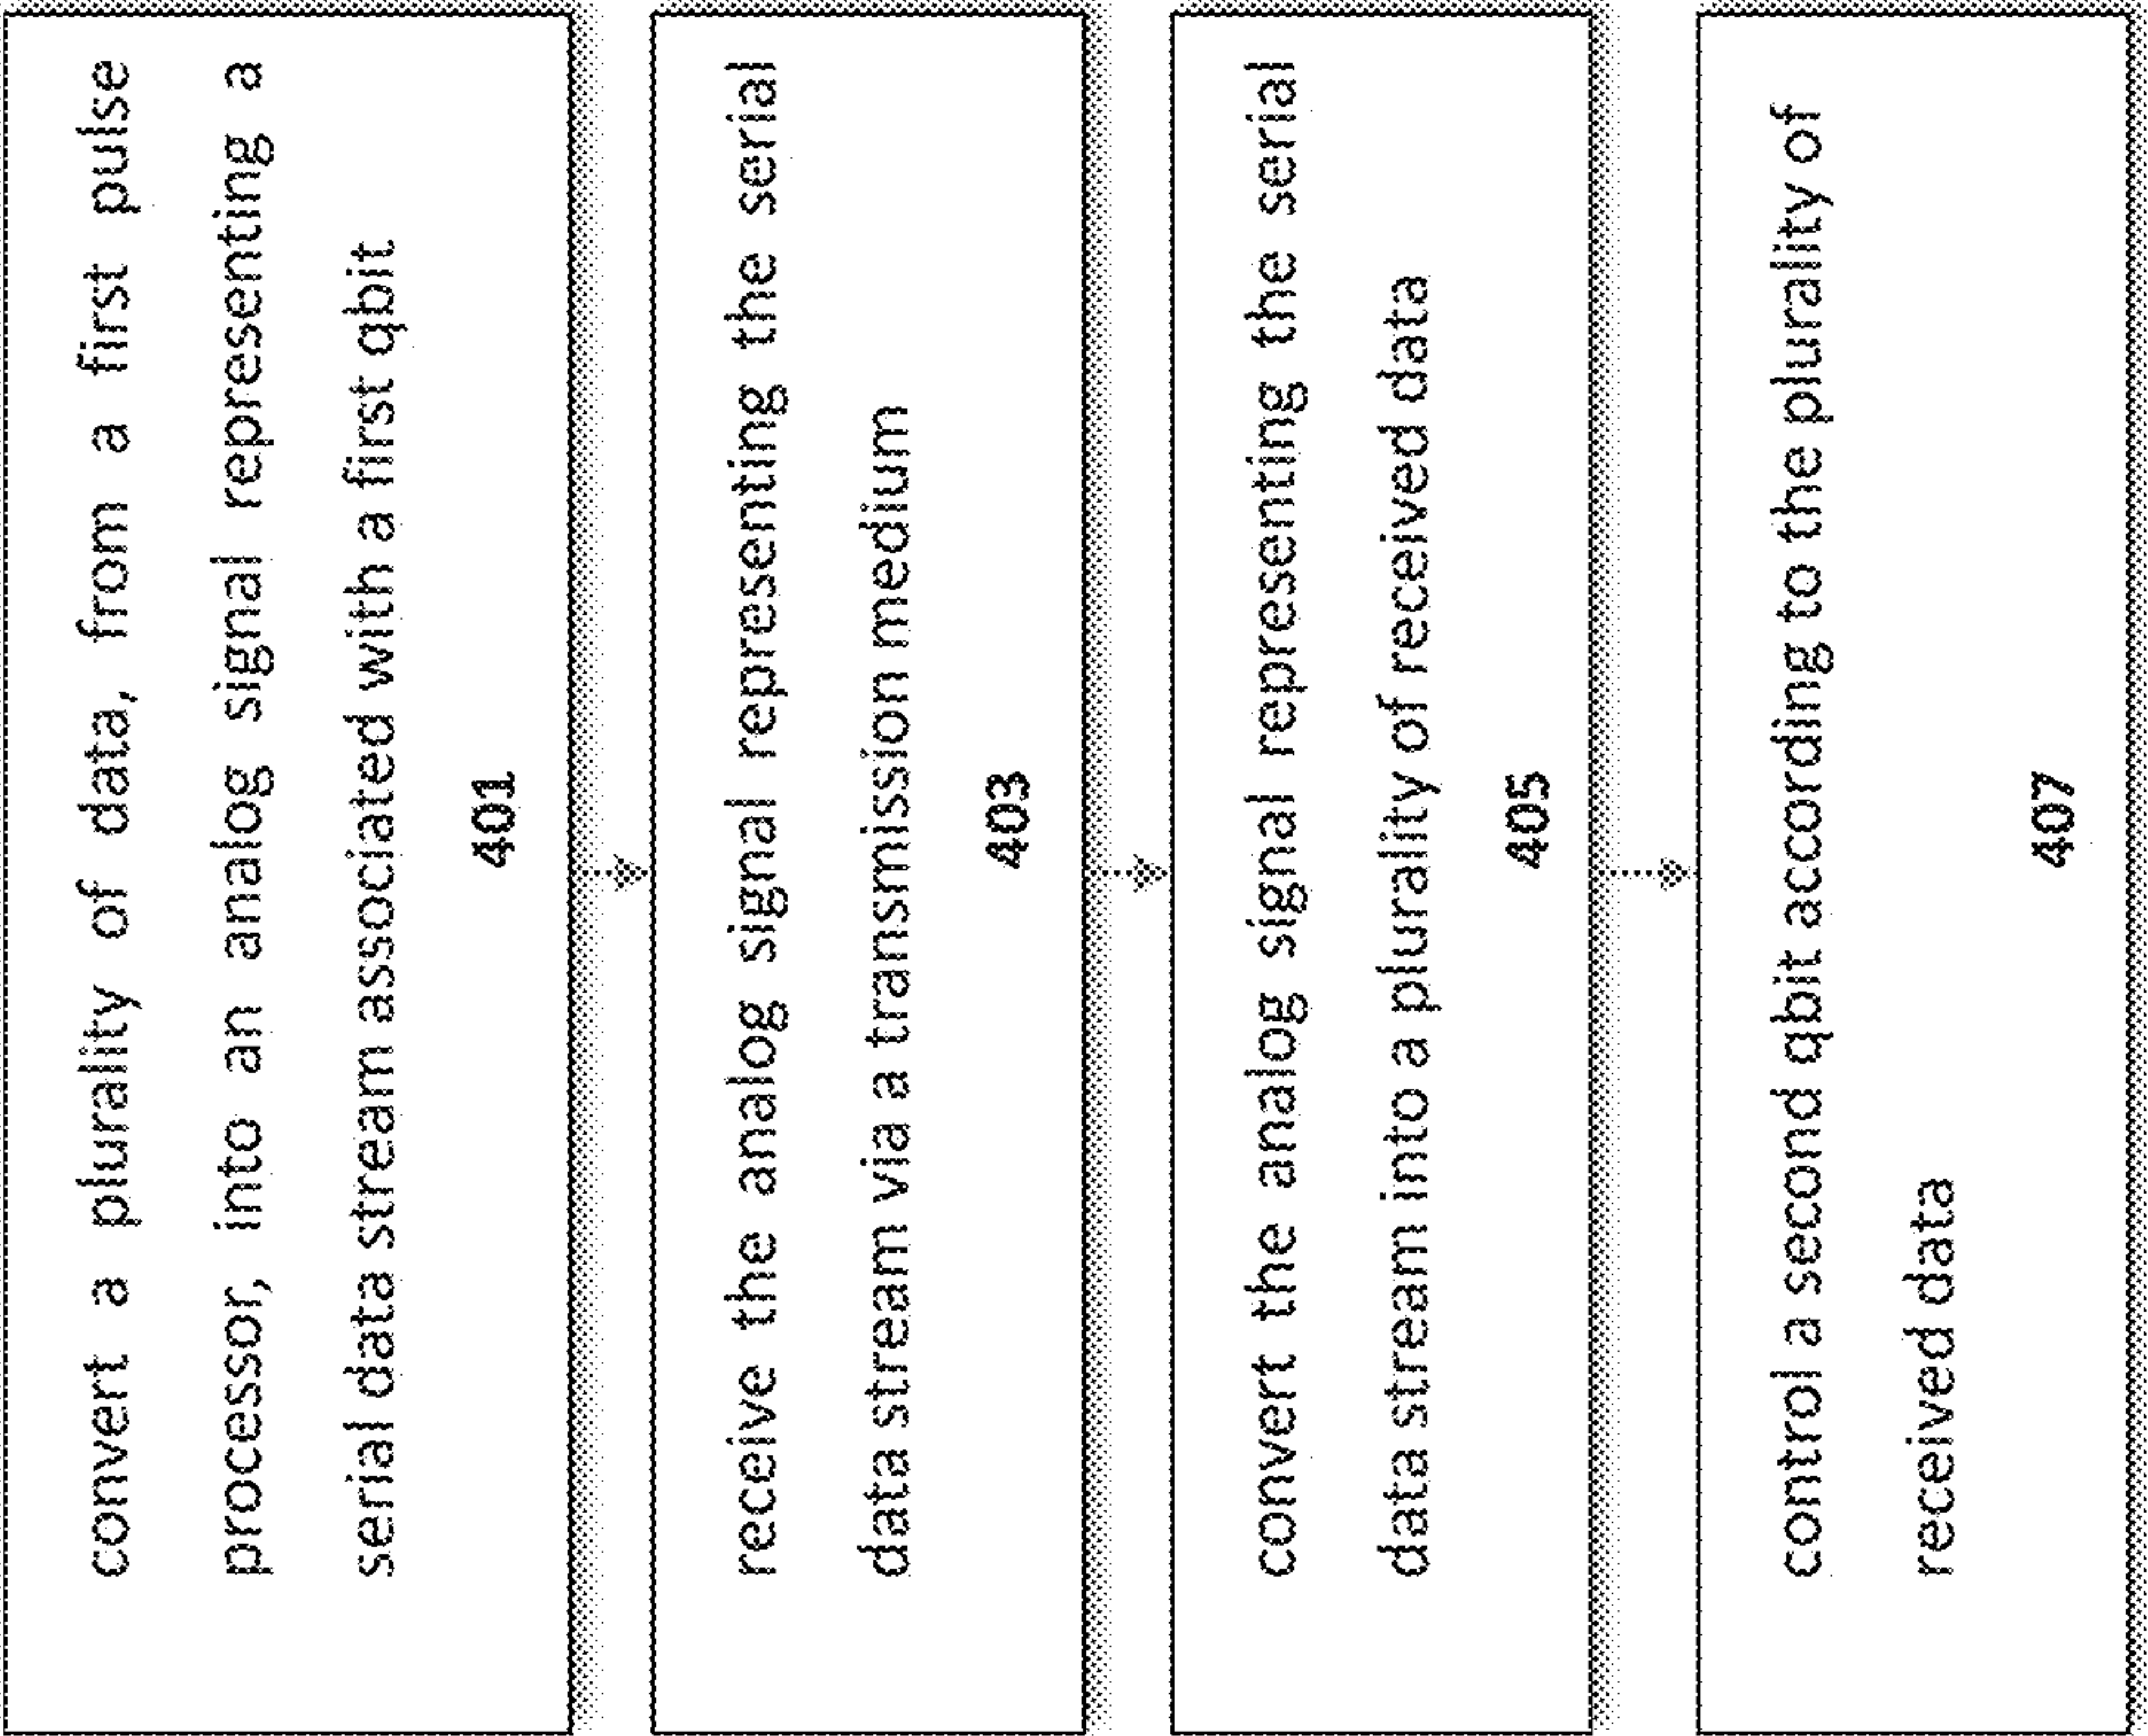 convert a plurality of data, from a first pulse
processor, into an analog signal representing a
serial data stream associated with a first qbit
401
receive the analog signal representing the serial
data stream via a transmission medium
403
convert the analog signal representing the serial
data stream into a plurality of received data
405
control a second qbit according to the plurality of
received data
407